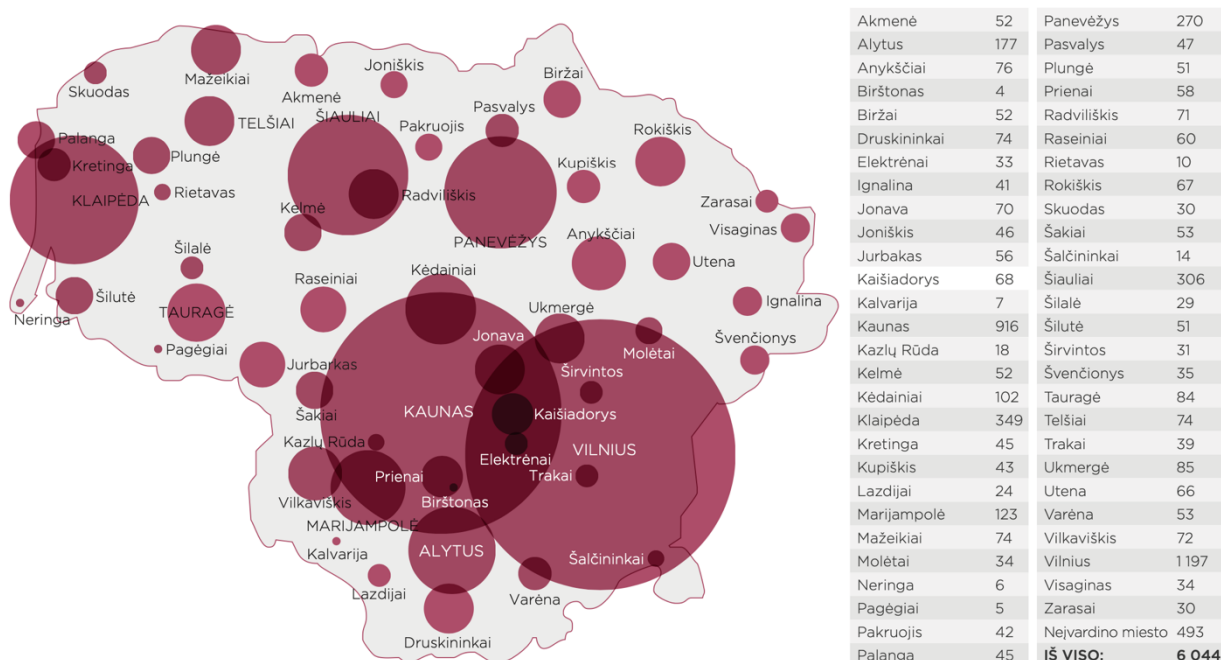 Skuodas
Mažeikiai
Akmenė
Joniškis
Biržai
Pasvalys
ŠIAULIAI
TELŠIAI
Pakruojis
Rokiškis
Palanga
Plungė
Kretinga
Kupiškis
Rietavas
Radviliškis
KLAIPĖDA
Zarasai
Kelmė
Visaginas
Anykščiai
PANEVĖŽYS
Šilalė
Utena
Kėdainiai
Raseiniai
Šilutė
Ignalina
Ukmergė
TAURAGĖ
Neringa
Jonava
Švenčionys
Pagėgiai
Molėtai
Jurbarkas
Širvintos
KAUNAS
Kaišiadorys
Šakiai
Kazlų Rūda
VILNIUS
Elektrėnai
Prienai
Trakai
Vilkaviškis
Birštonas
MARIJAMPOLĖ
Kalvarija
ALYTUS
Šalčininkai
Lazdijai
Varėna
Druskininkai
Akmenė 52
Alytus 177
Anykščiai 76
Birštonas 4
Biržai 52
Druskininkai 74
Elektrėnai 33
Ignalina 41
Jonava 70
Joniškis 46
Jurbakas 56
Kaišiadorys 68
Kalvarija 7
Kaunas 916
Kazlų Rūda 18
Kelmė 52
Kėdainiai 102
Klaipėda 349
Kretinga 45
Kupiškis 43
Lazdijai 24
Marijampolė 123
Mažeikiai 74
Molėtai 34
Neringa 6
Pagėgiai 5
Pakruojis 42
Palanga 45
Panevėžys 270
Pasvalys 47
Plungė 51
Prienai 58
Radviliškis 71
Raseiniai 60
Rietavas 10
Rokiškis 67
Skuodas 30
Šakiai 53
Šalčininkai 14
Šiauliai 306
Šilalė 29
Šilutė 51
Širvintos 31
Švenčionys 35
Tauragė 84
Telšiai 74
Trakai 39
Ukmergė 85
Utena 66
Varėna 53
Vilkaviškis 72
Vilnius 1 197
Visaginas 34
Zarasai 30
Neįvardino miesto 493
IŠ VISO: 6 044